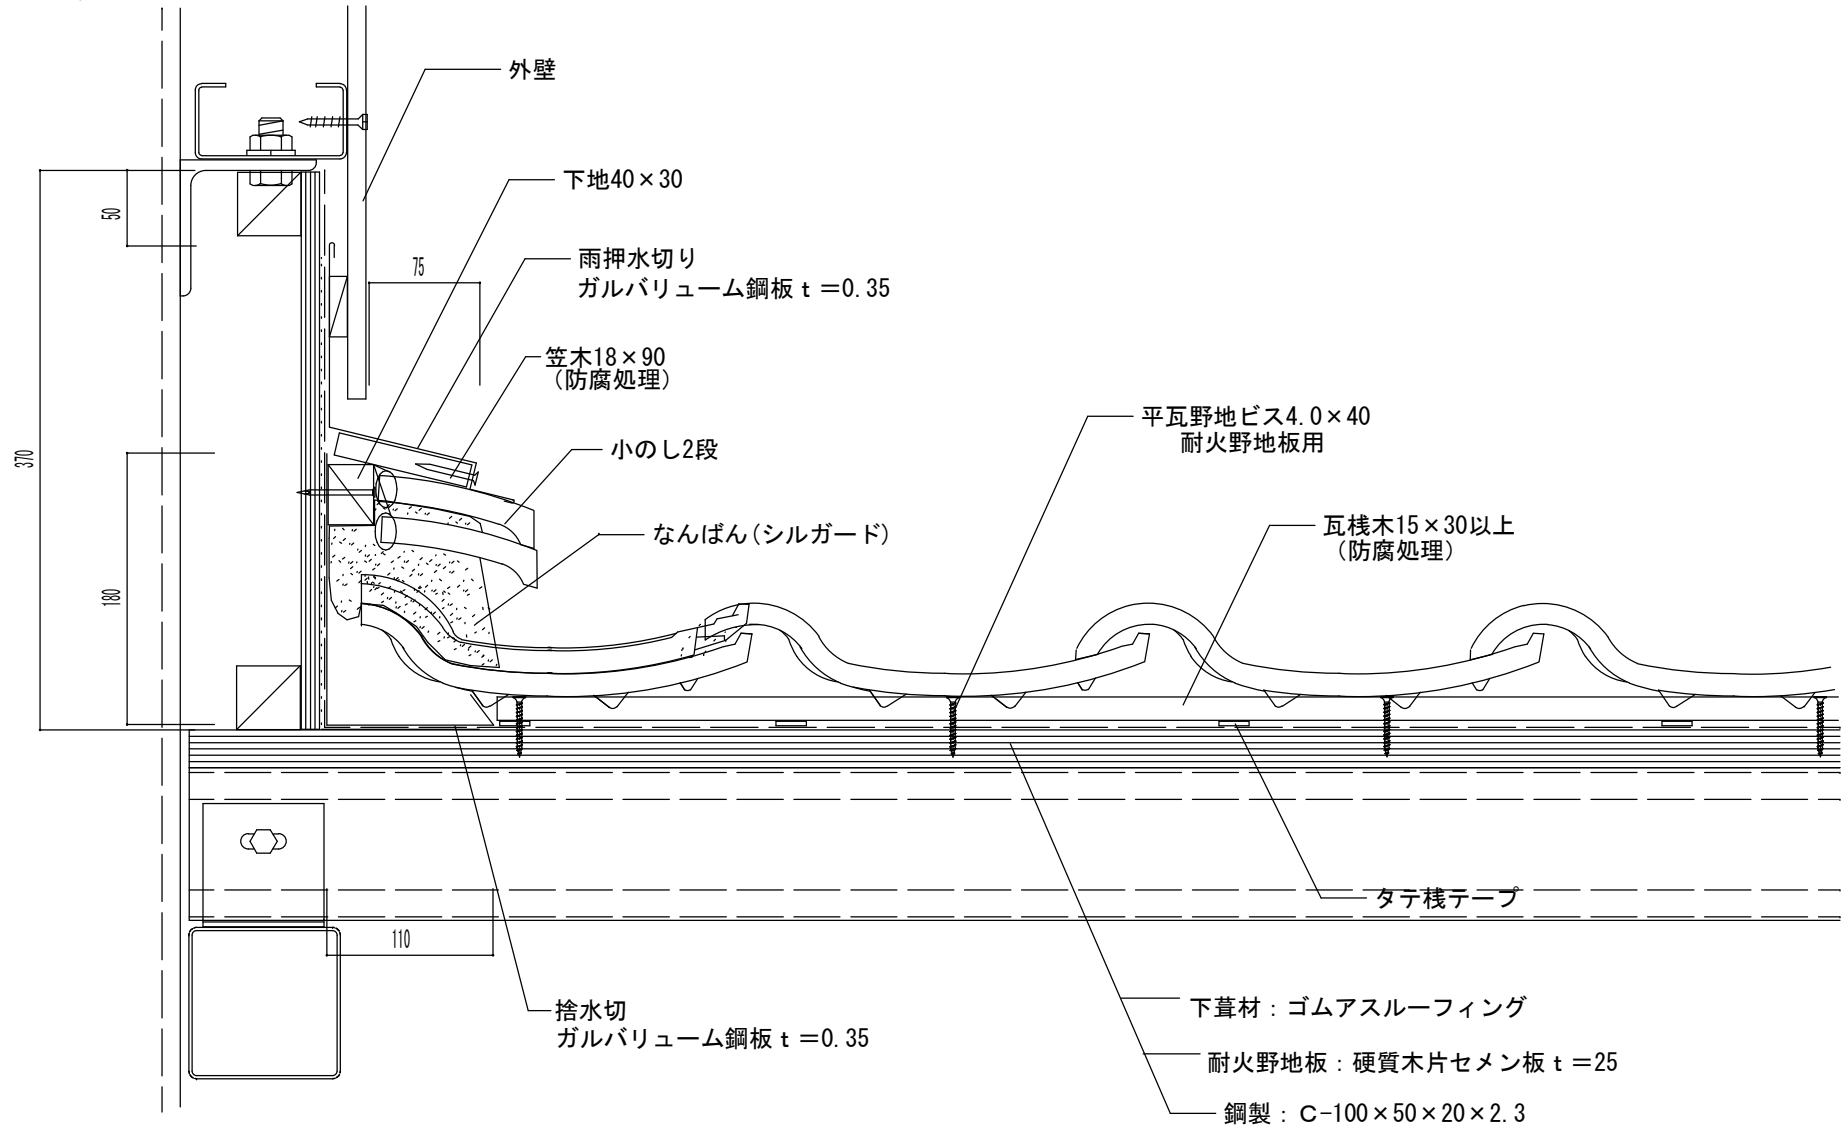 外壁
50
下地40×30
雨押水切り
ガルバリューム鋼板ｔ＝0.35
75
笠木18×90
（防腐処理）
370
小のし2段
平瓦野地ビス4.0×40
耐火野地板用
なんばん（シルガード）
瓦桟木15×30以上
（防腐処理）
180
タテ桟テープ
110
捨水切
ガルバリューム鋼板ｔ＝0.35
下葺材：ゴムアスルーフィング
耐火野地板：硬質木片セメン板ｔ＝25
鋼製：Ｃ-100×50×20×2.3